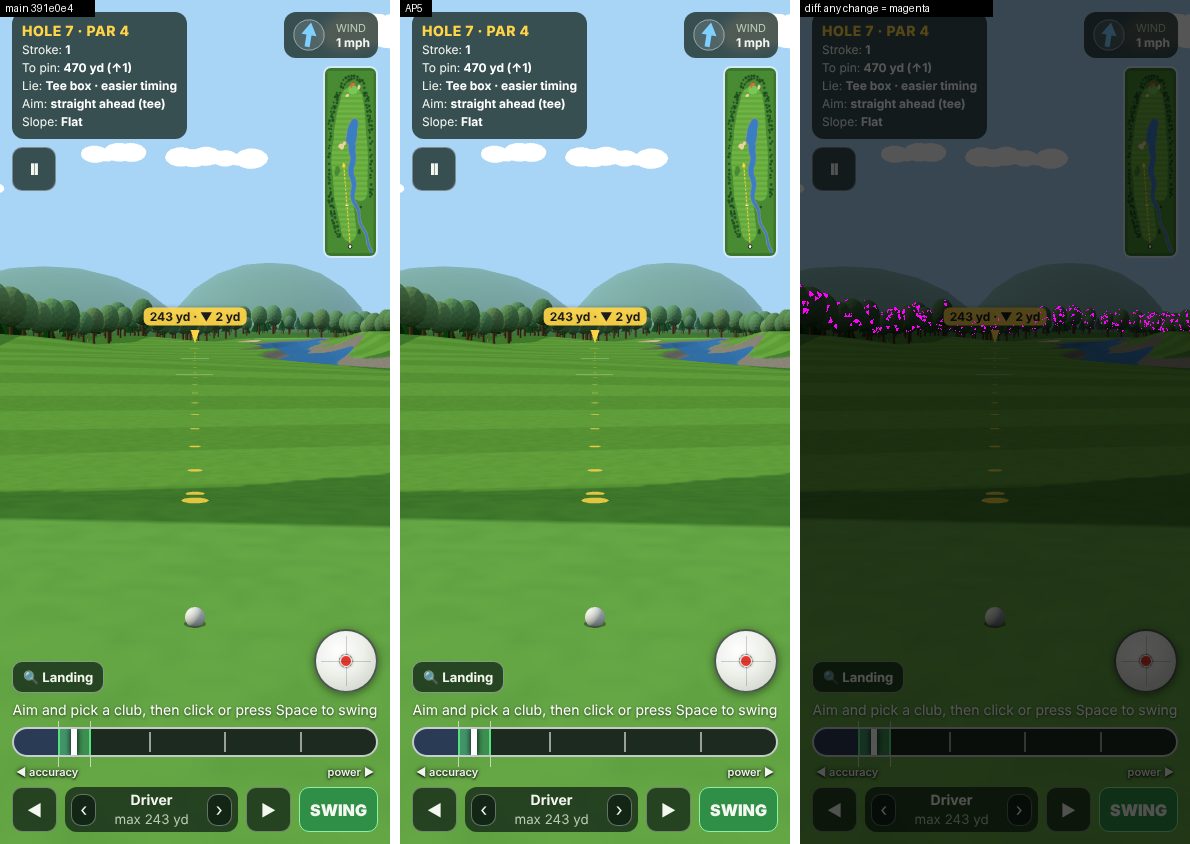 main 391e0e4
HOLE 7 · PAR 4
Stroke: 1
To pin: 470 yd (↑1)
Lie: Tee box · easier timing
Aim: straight ahead (tee)
Slope: Flat
WIND
1 mph
243 yd · ▼ 2 yd
🔍 Landing
Aim and pick a club, then click or press Space to swing
◀ accuracy
power ▶
◀
‹
Driver
max 243 yd
›
▶
SWING
AP5
HOLE 7 · PAR 4
Stroke: 1
To pin: 470 yd (↑1)
Lie: Tee box · easier timing
Aim: straight ahead (tee)
Slope: Flat
WIND
1 mph
243 yd · ▼ 2 yd
🔍 Landing
Aim and pick a club, then click or press Space to swing
◀ accuracy
power ▶
◀
‹
Driver
max 243 yd
›
▶
SWING
diff: any change = magenta
HOLE 7 · PAR 4
Stroke: 1
To pin: 470 yd (↑1)
Lie: Tee box · easier timing
Aim: straight ahead (tee)
Slope: Flat
WIND
1 mph
243 yd · ▼ 2 yd
🔍 Landing
Aim and pick a club, then click or press Space to swing
◀ accuracy
power ▶
◀
‹
Driver
max 243 yd
›
▶
SWING